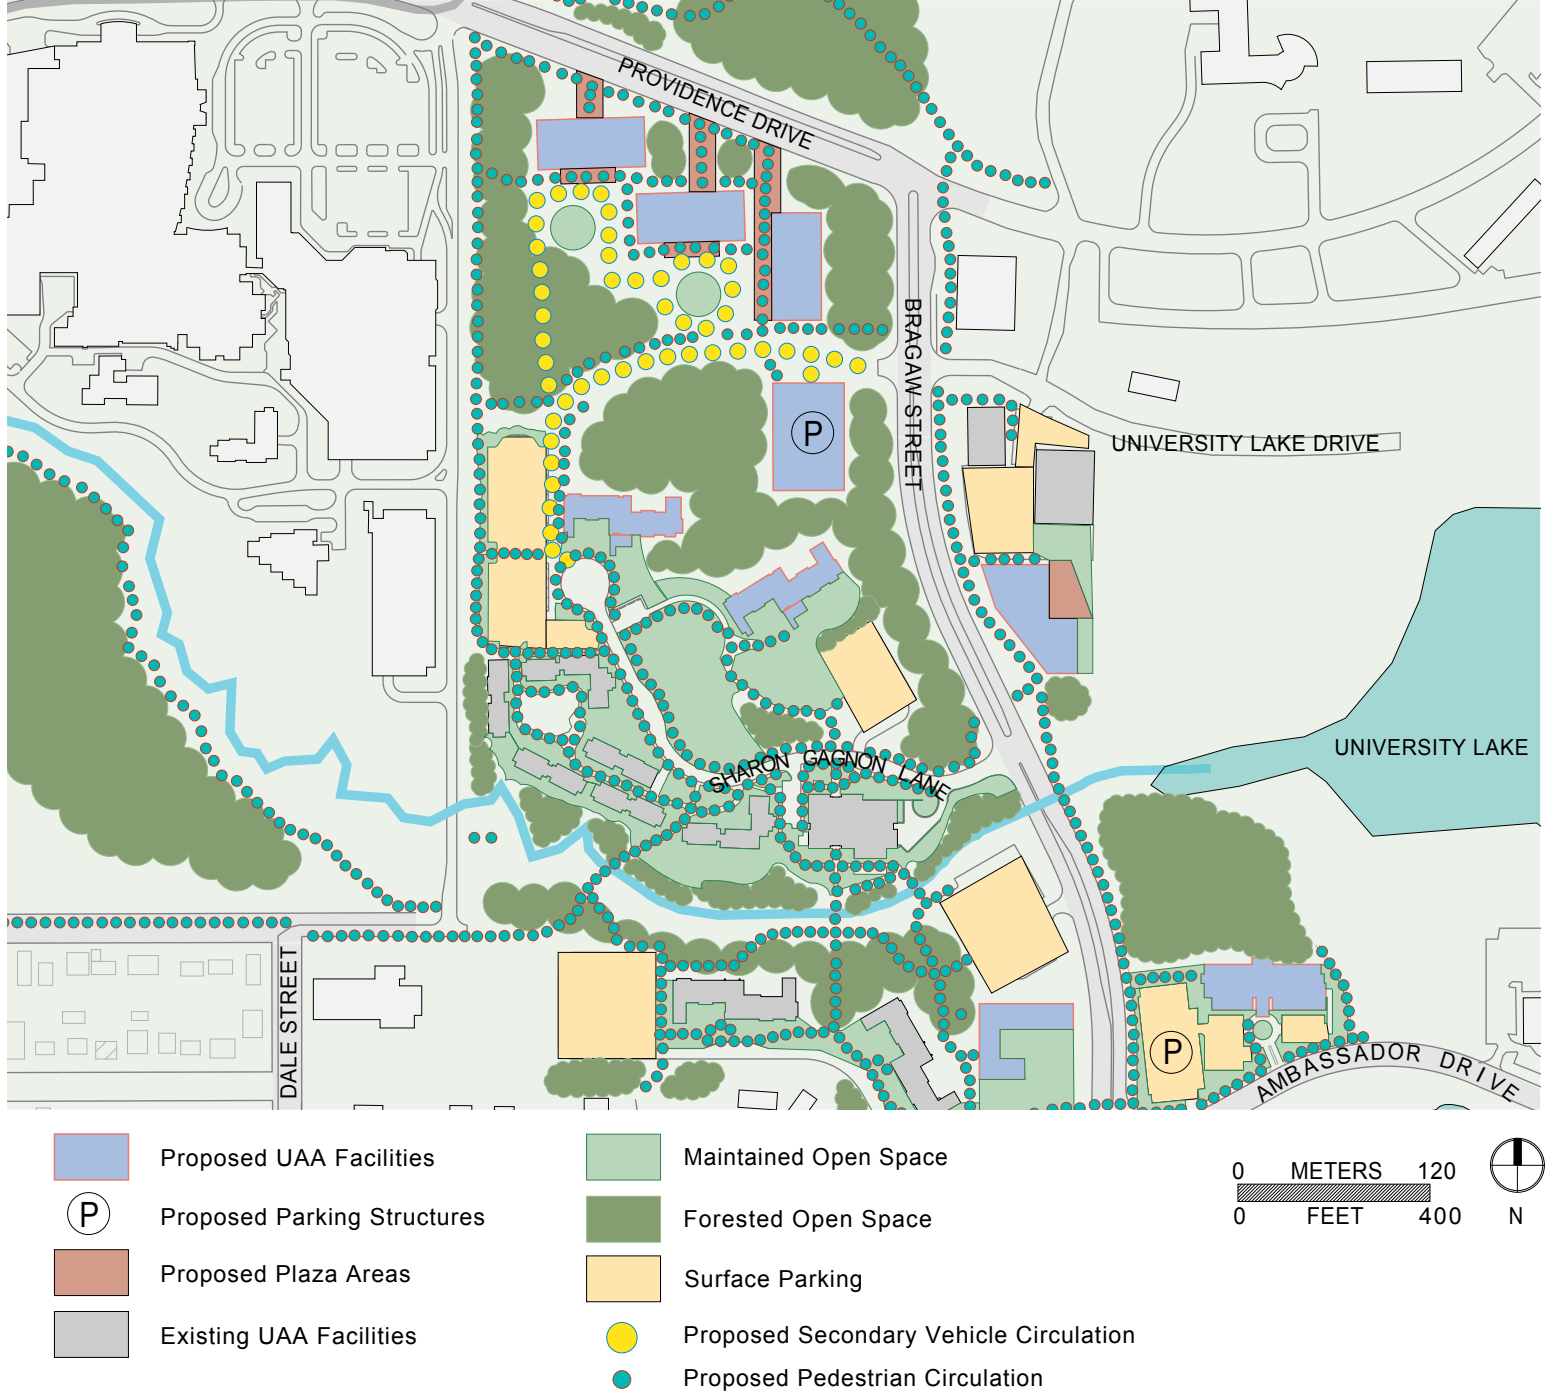 PROVIDENCE DRIVE
BRAGAW STREET
P
UNIVERSITY LAKE DRIVE
UNIVERSITY LAKE
SHARON GAGNON LANE
DALE STREET
P
AMBASSADOR DRIVE
Proposed UAA Facilities
P
Proposed Parking Structures
Proposed Plaza Areas
Existing UAA Facilities
Maintained Open Space
Forested Open Space
Surface Parking
Proposed Secondary Vehicle Circulation
Proposed Pedestrian Circulation
0 METERS 120
0 FEET 400
N